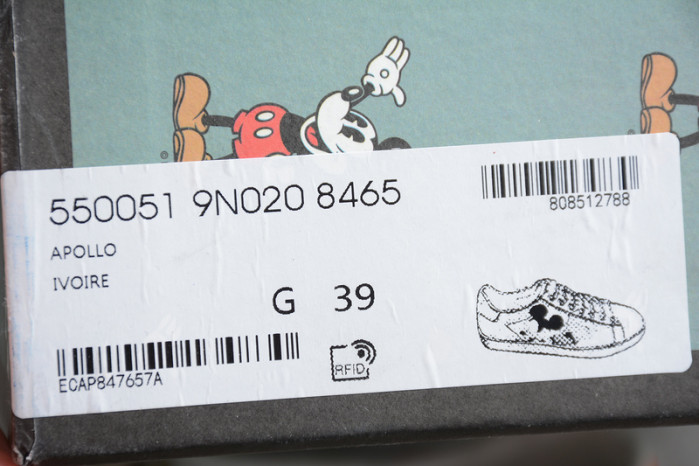 550051 9N020 8465
808512788
APOLLO
IVOIRE
G 39
ECAP847657A
RFID